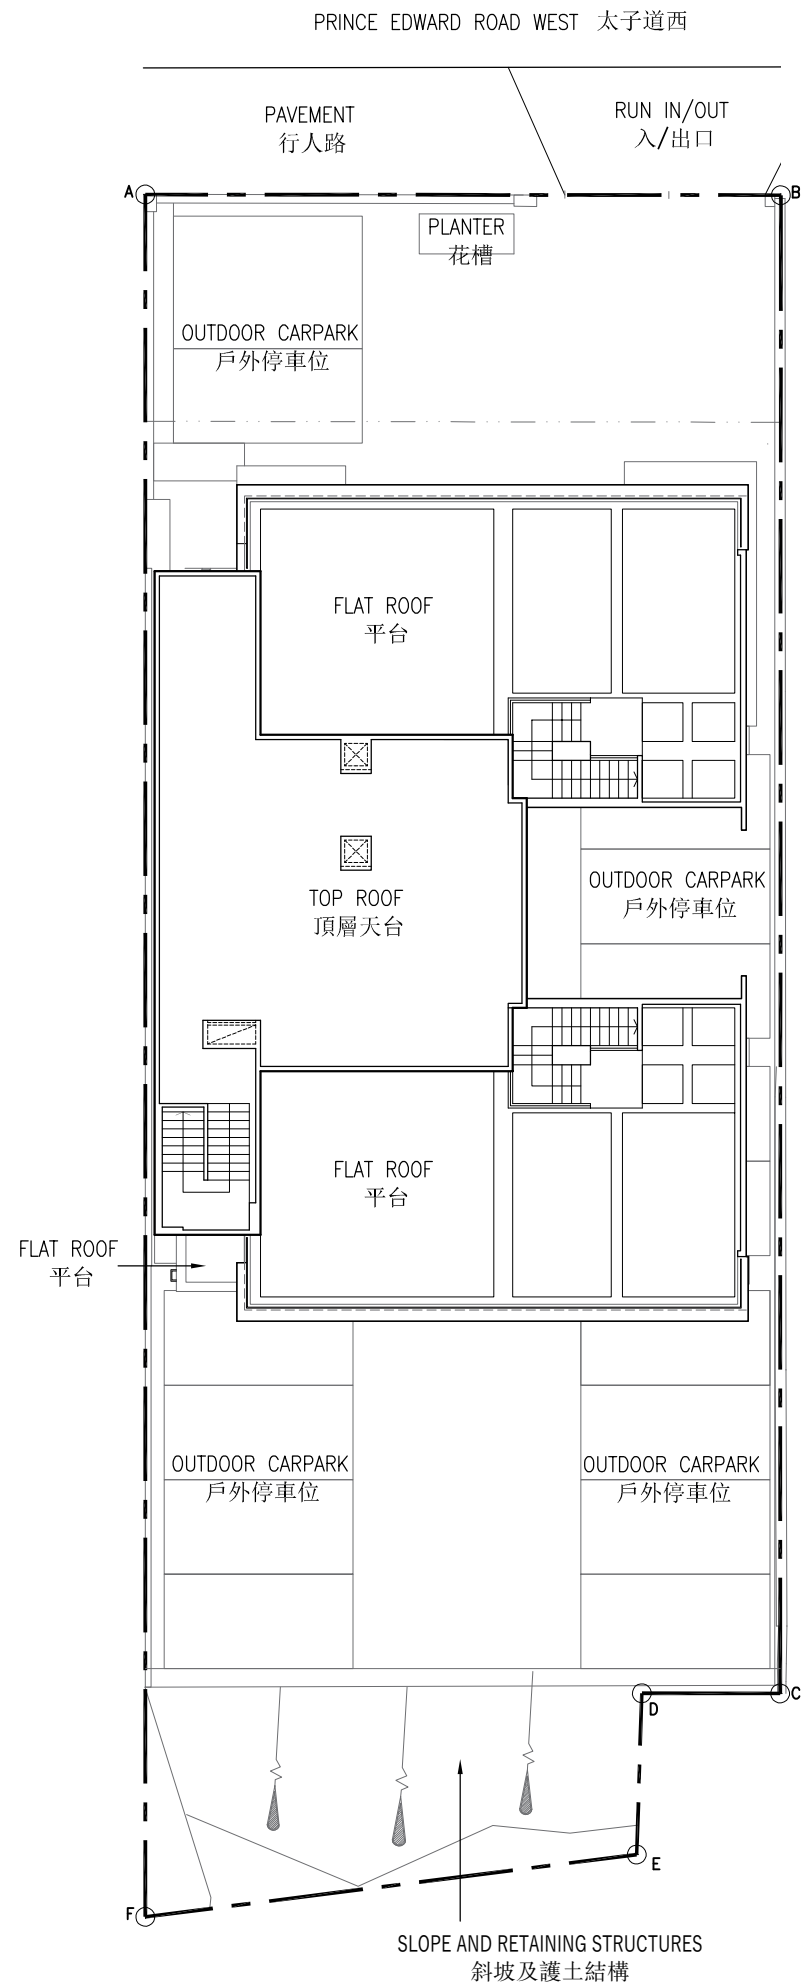 PRINCE EDWARD ROAD WEST 太子道西
PAVEMENT
行人路
RUN IN/OUT
入/出口
A
B
PLANTER
花槽
OUTDOOR CARPARK
戶外停車位
FLAT ROOF
平台
OUTDOOR CARPARK
戶外停車位
TOP ROOF
頂層天台
FLAT ROOF
平台
FLAT ROOF
平台
OUTDOOR CARPARK
戶外停車位
OUTDOOR CARPARK
戶外停車位
C
D
E
F
SLOPE AND RETAINING STRUCTURES
斜坡及護土結構